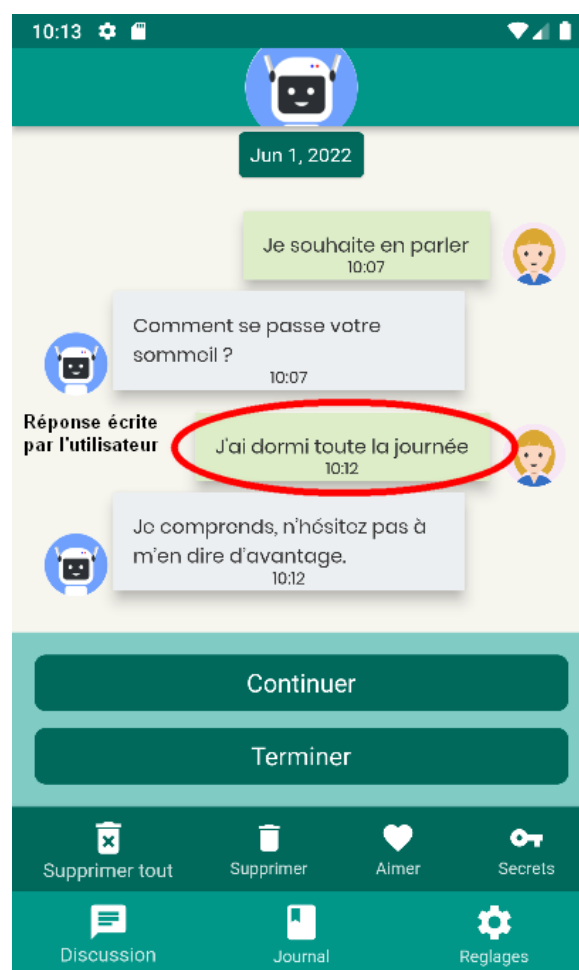 10:13
Jun 1, 2022
Je souhaite en parler
10:07
Comment se passe votre
sommeil ?
10:07
Réponse écrite
par l'utilisateur
J'ai dormi toute la journée
10:12
Je comprends, n'hésitez pas à
m'en dire d'avantage.
10:12
Continuer
Terminer
Supprimer tout
Supprimer
Aimer
Secrets
Discussion
Journal
Reglages